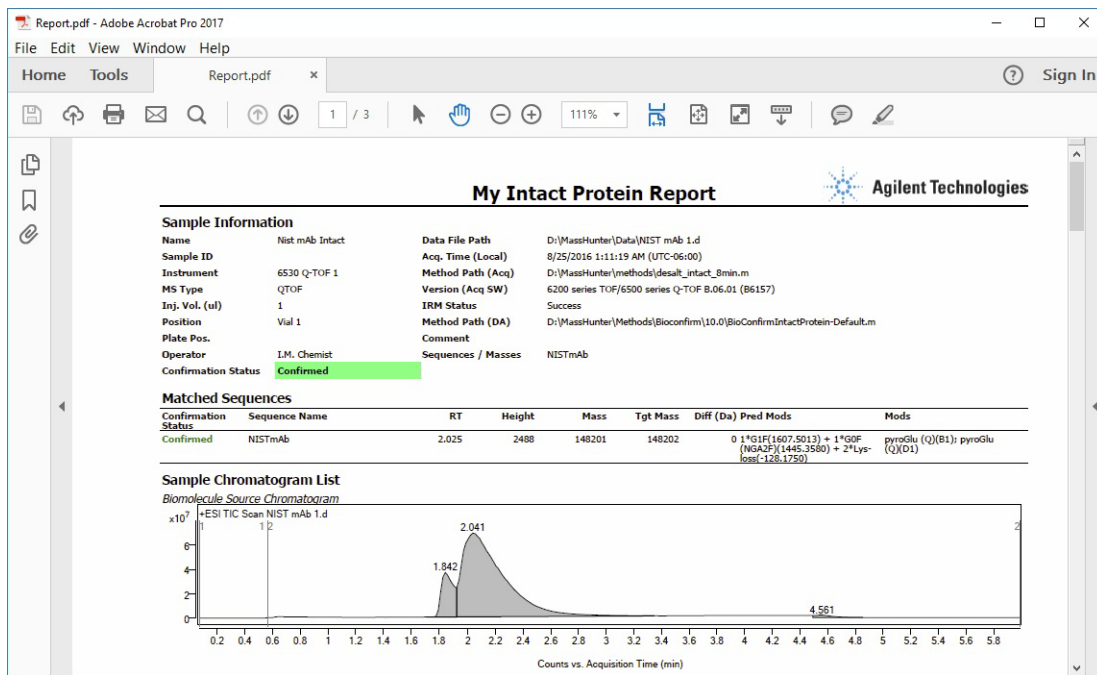 Report.pdf - Adobe Acrobat Pro 2017
File Edit View Window Help
Home Tools Report.pdf × ? Sign In
1 / 3 111%
My Intact Protein Report
Agilent Technologies
Sample Information
Name Nist mAb Intact Data File Path D:\MassHunter\Data\NIST mAb 1.d
Sample ID Acq. Time (Local) 8/25/2016 1:11:19 AM (UTC-06:00)
Instrument 6530 Q-TOF 1 Method Path (Acq) D:\MassHunter\methods\desalt_intact_8min.m
MS Type QTOF Version (Acq SW) 6200 series TOF/6500 series Q-TOF B.06.01 (B6157)
Inj. Vol. (ul) 1 IRM Status Success
Position Vial 1 Method Path (DA) D:\MassHunter\Methods\Bioconfirm\10.0\BioConfirmIntactProtein-Default.m
Plate Pos. Comment
Operator I.M. Chemist Sequences / Masses NISTmAb
Confirmation Status Confirmed
Matched Sequences
Confirmation Sequence Name RT Height Mass Tgt Mass Diff (Da) Pred Mods Mods
Status
Confirmed NISTmAb 2.025 2488 148201 148202 0 1*G1F(1607.5013) + 1*G0F pyroGlu (Q)(B1); pyroGlu
(NGA2F)(1445.3580) + 2*Lys- (Q)(D1)
loss(-128.1750)
Sample Chromatogram List
Biomolecule Source Chromatogram
x10⁷ +ESI TIC Scan NIST mAb 1.d
1 1 2 2
2.041
6
1.842
4
2
4.561
0
0.2 0.4 0.6 0.8 1 1.2 1.4 1.6 1.8 2 2.2 2.4 2.6 2.8 3 3.2 3.4 3.6 3.8 4 4.2 4.4 4.6 4.8 5 5.2 5.4 5.6 5.8
Counts vs. Acquisition Time (min)